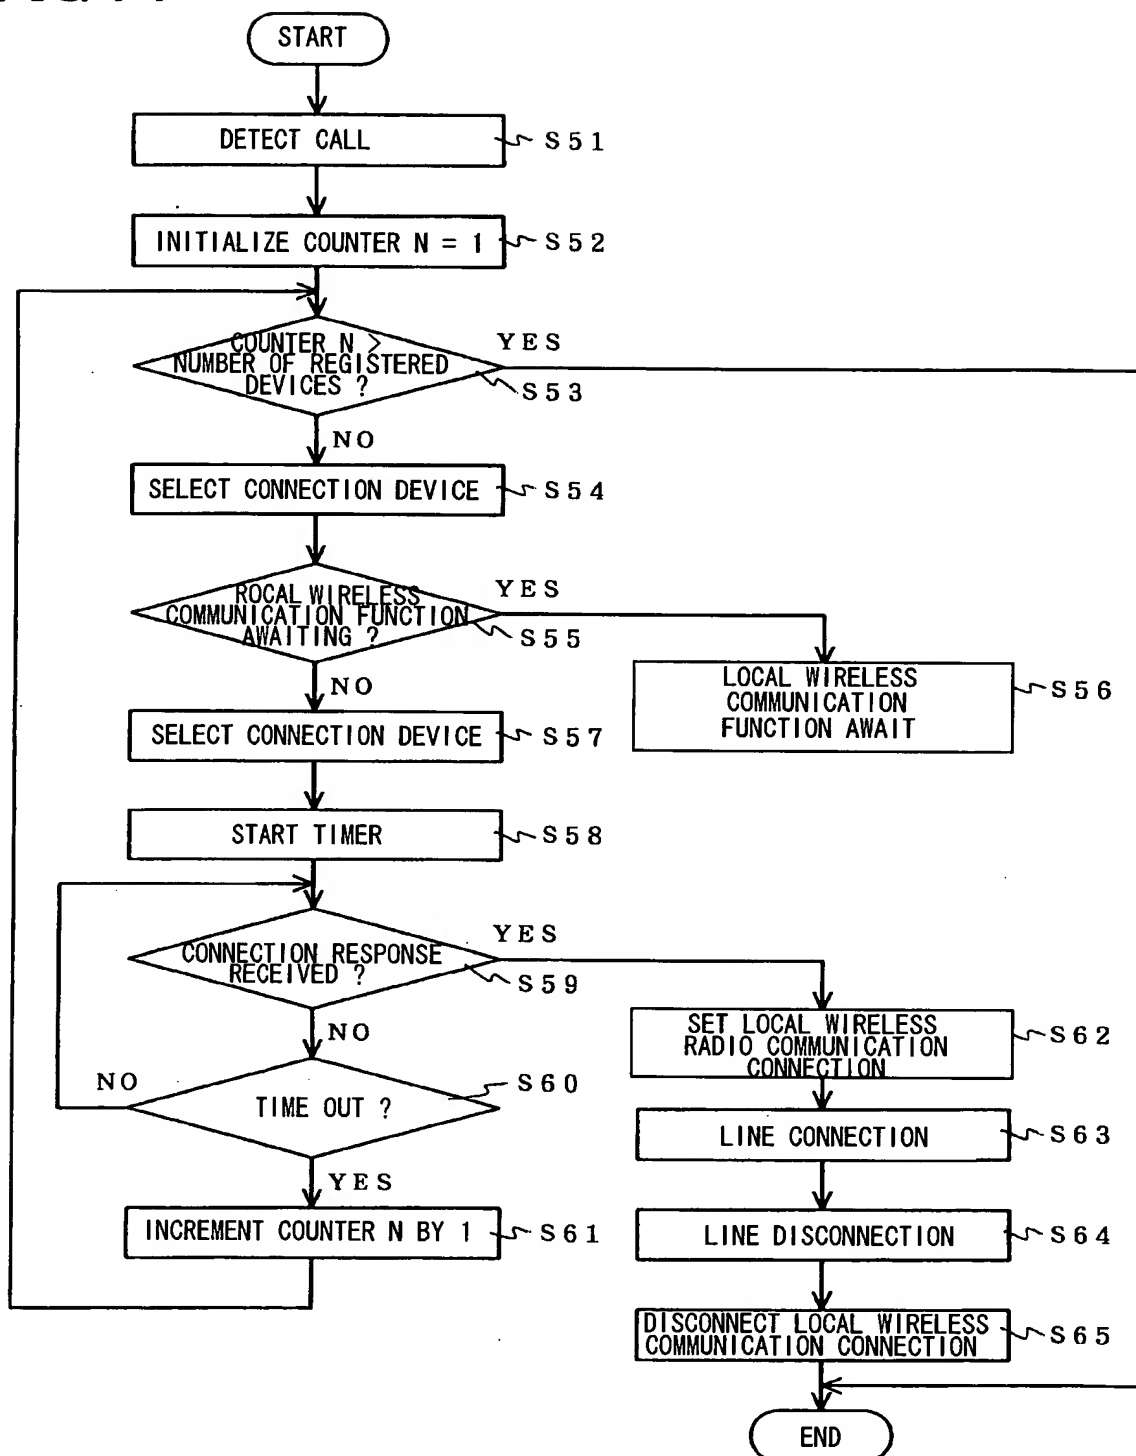 START
DETECT CALL
S51
INITIALIZE COUNTER N = 1
S52
COUNTER N >
NUMBER OF REGISTERED
DEVICES ?
YES
S53
NO
SELECT CONNECTION DEVICE
S54
ROCAL WIRELESS
COMMUNICATION FUNCTION
AWAITING ?
YES
S55
LOCAL WIRELESS
COMMUNICATION
FUNCTION AWAIT
S56
NO
SELECT CONNECTION DEVICE
S57
START TIMER
S58
CONNECTION RESPONSE
RECEIVED ?
YES
S59
NO
SET LOCAL WIRELESS
RADIO COMMUNICATION
CONNECTION
S62
NO
TIME OUT ?
S60
LINE CONNECTION
S63
YES
INCREMENT COUNTER N BY 1
S61
LINE DISCONNECTION
S64
DISCONNECT LOCAL WIRELESS
COMMUNICATION CONNECTION
S65
END